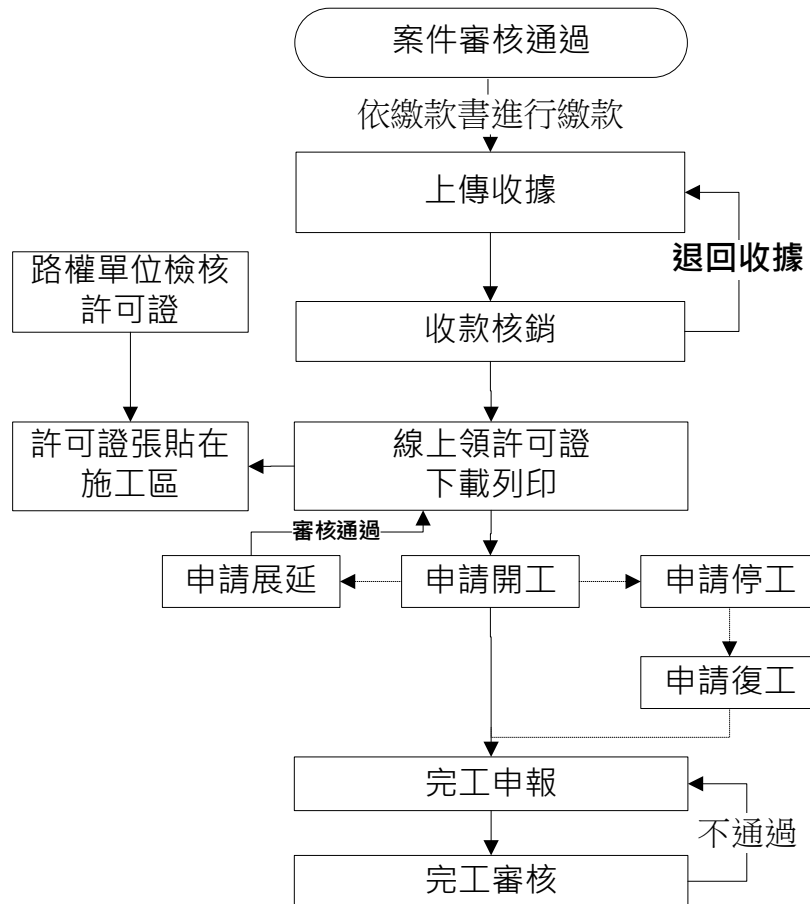 案件審核通過
依繳款書進行繳款
上傳收據
退回收據
路權單位檢核
許可證
收款核銷
許可證張貼在
施工區
線上領許可證
下載列印
審核通過
申請展延
申請開工
申請停工
申請復工
完工申報
不通過
完工審核